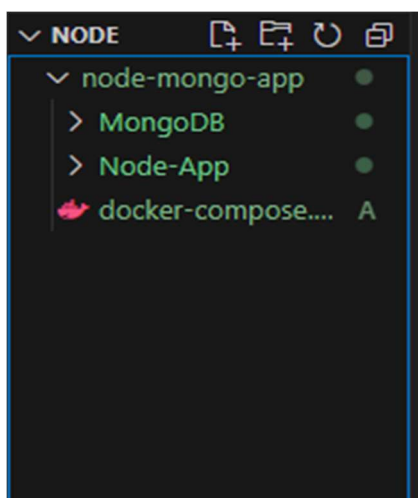 NODE
node-mongo-app
MongoDB
Node-App
docker-compose.... A